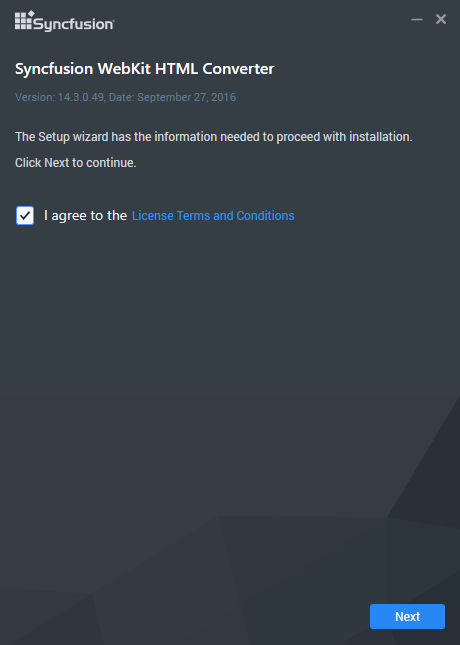 Syncfusion
Syncfusion WebKit HTML Converter
Version: 14.3.0.49, Date: September 27, 2016
The Setup wizard has the information needed to proceed with installation.
Click Next to continue.
I agree to the License Terms and Conditions
Next